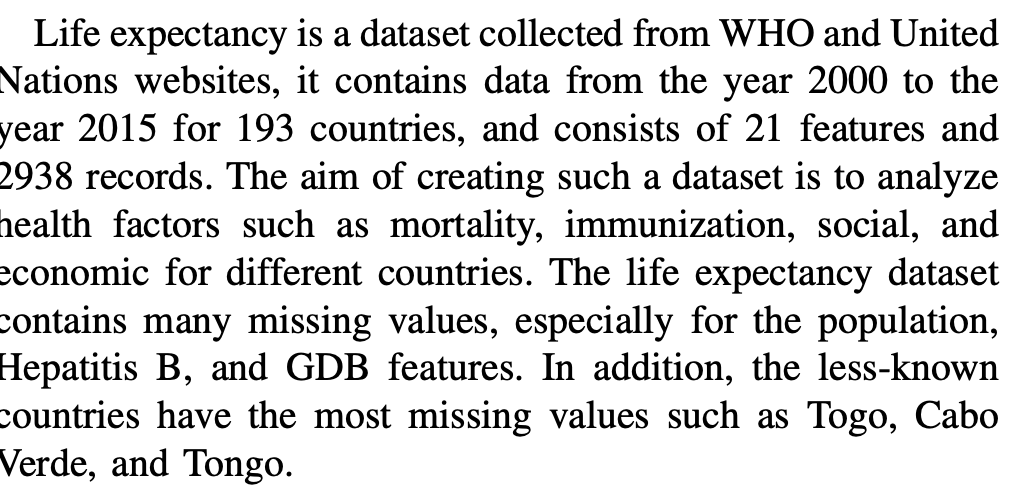 Life expectancy is a dataset collected from WHO and United
Nations websites, it contains data from the year 2000 to the
year 2015 for 193 countries, and consists of 21 features and
2938 records. The aim of creating such a dataset is to analyze
health factors such as mortality, immunization, social, and
economic for different countries. The life expectancy dataset
contains many missing values, especially for the population,
Hepatitis B, and GDB features. In addition, the less-known
countries have the most missing values such as Togo, Cabo
Verde, and Tongo.